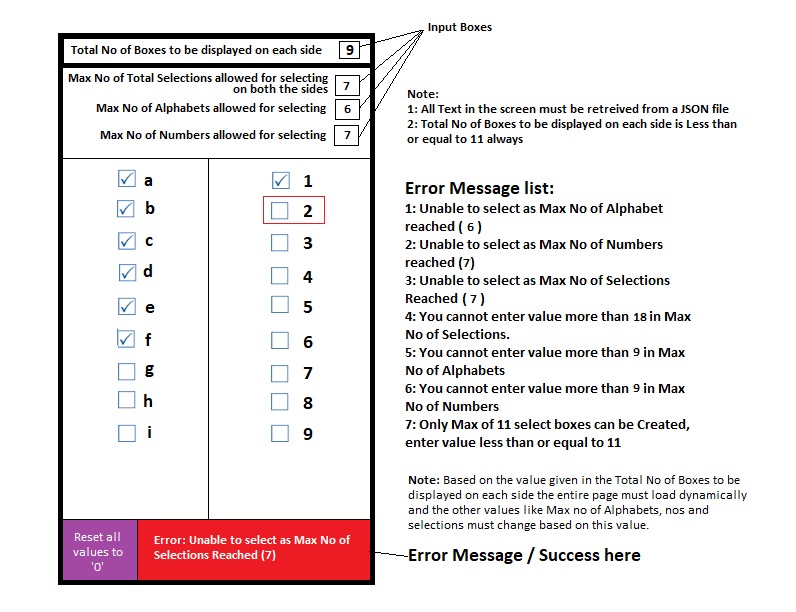 Input Boxes
Total No of Boxes to be displayed on each side 9
Max No of Total Selections allowed for selecting
on both the sides 7
Max No of Alphabets allowed for selecting 6
Max No of Numbers allowed for selecting 7
Note:
1: All Text in the screen must be retreived from a JSON file
2: Total No of Boxes to be displayed on each side is Less than
or equal to 11 always
a 1
b 2
c 3
d 4
e 5
f 6
g 7
h 8
i 9
Error Message list:
1: Unable to select as Max No of Alphabet
reached ( 6 )
2: Unable to select as Max No of Numbers
reached (7)
3: Unable to select as Max No of Selections
Reached ( 7 )
4: You cannot enter value more than 18 in Max
No of Selections.
5: You cannot enter value more than 9 in Max
No of Alphabets
6: You cannot enter value more than 9 in Max
No of Numbers
7: Only Max of 11 select boxes can be Created,
enter value less than or equal to 11
Note: Based on the value given in the Total No of Boxes to be
displayed on each side the entire page must load dynamically
and the other values like Max no of Alphabets, nos and
selections must change based on this value.
Reset all
values to
'0'
Error: Unable to select as Max No of
Selections Reached (7)
Error Message / Success here